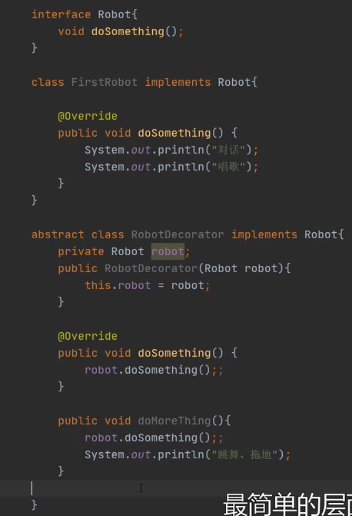 interface Robot{
void doSomething();
}
class FirstRobot implements Robot{
@Override
public void doSomething() {
System.out.println("对话");
System.out.println("唱歌");
}
}
abstract class RobotDecorator implements Robot{
private Robot robot;
public RobotDecorator(Robot robot){
this.robot = robot;
}
@Override
public void doSomething() {
robot.doSomething();;
}
public void doMoreThing(){
robot.doSomething();;
System.out.println("跳舞、拖地");
}
}
最简单的层面